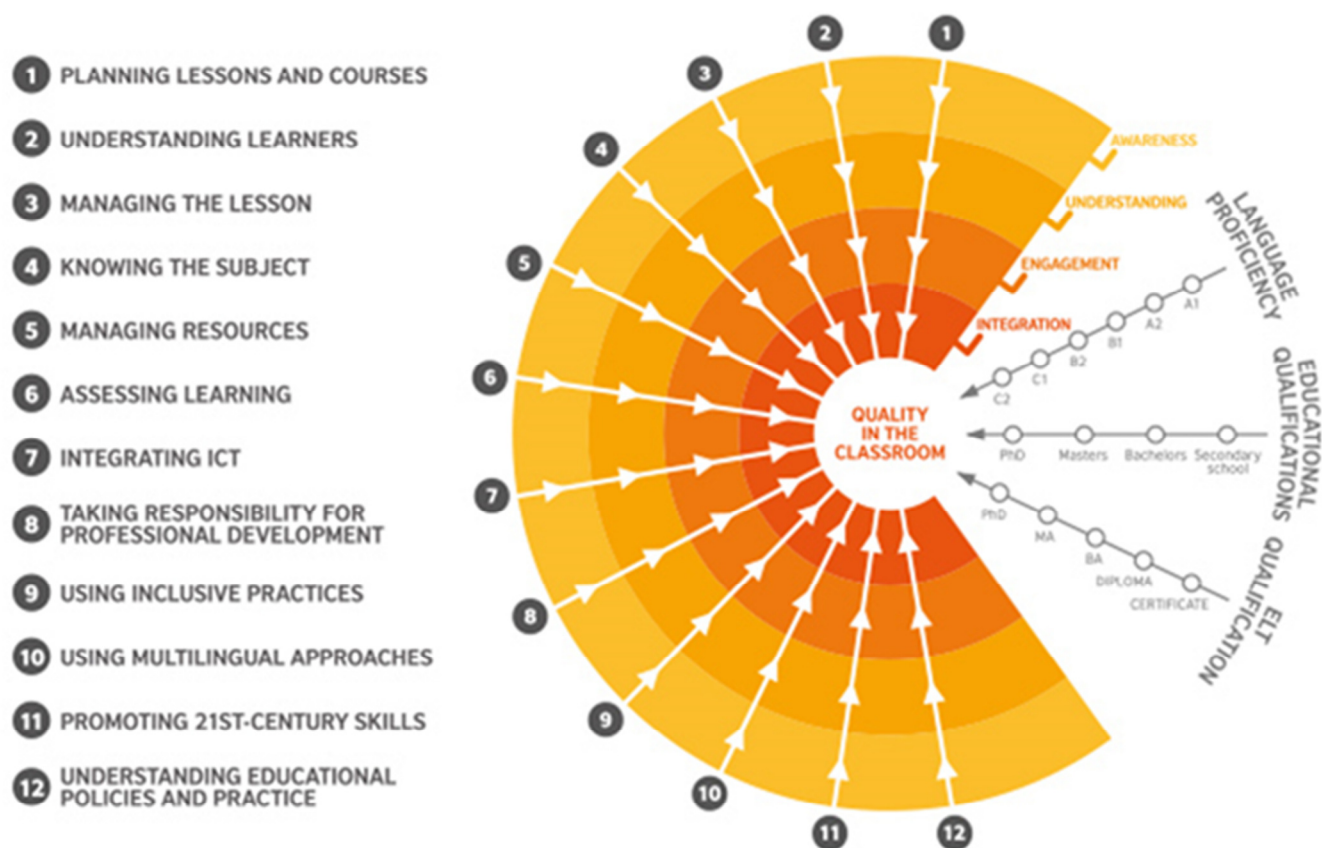 1 PLANNING LESSONS AND COURSES
2 UNDERSTANDING LEARNERS
3 MANAGING THE LESSON
4 KNOWING THE SUBJECT
5 MANAGING RESOURCES
6 ASSESSING LEARNING
7 INTEGRATING ICT
8 TAKING RESPONSIBILITY FOR
PROFESSIONAL DEVELOPMENT
9 USING INCLUSIVE PRACTICES
10 USING MULTILINGUAL APPROACHES
11 PROMOTING 21ST-CENTURY SKILLS
12 UNDERSTANDING EDUCATIONAL
POLICIES AND PRACTICE
1
2
3
4
5
6
7
8
9
10
11
12
AWARENESS
UNDERSTANDING
ENGAGEMENT
INTEGRATION
QUALITY
IN THE
CLASSROOM
LANGUAGE
PROFICIENCY
A1
A2
B1
B2
C1
C2
EDUCATIONAL
QUALIFICATIONS
PhD
Masters
Bachelors
Secondary
school
ELT
QUALIFICATION
PhD
MA
BA
DIPLOMA
CERTIFICATE